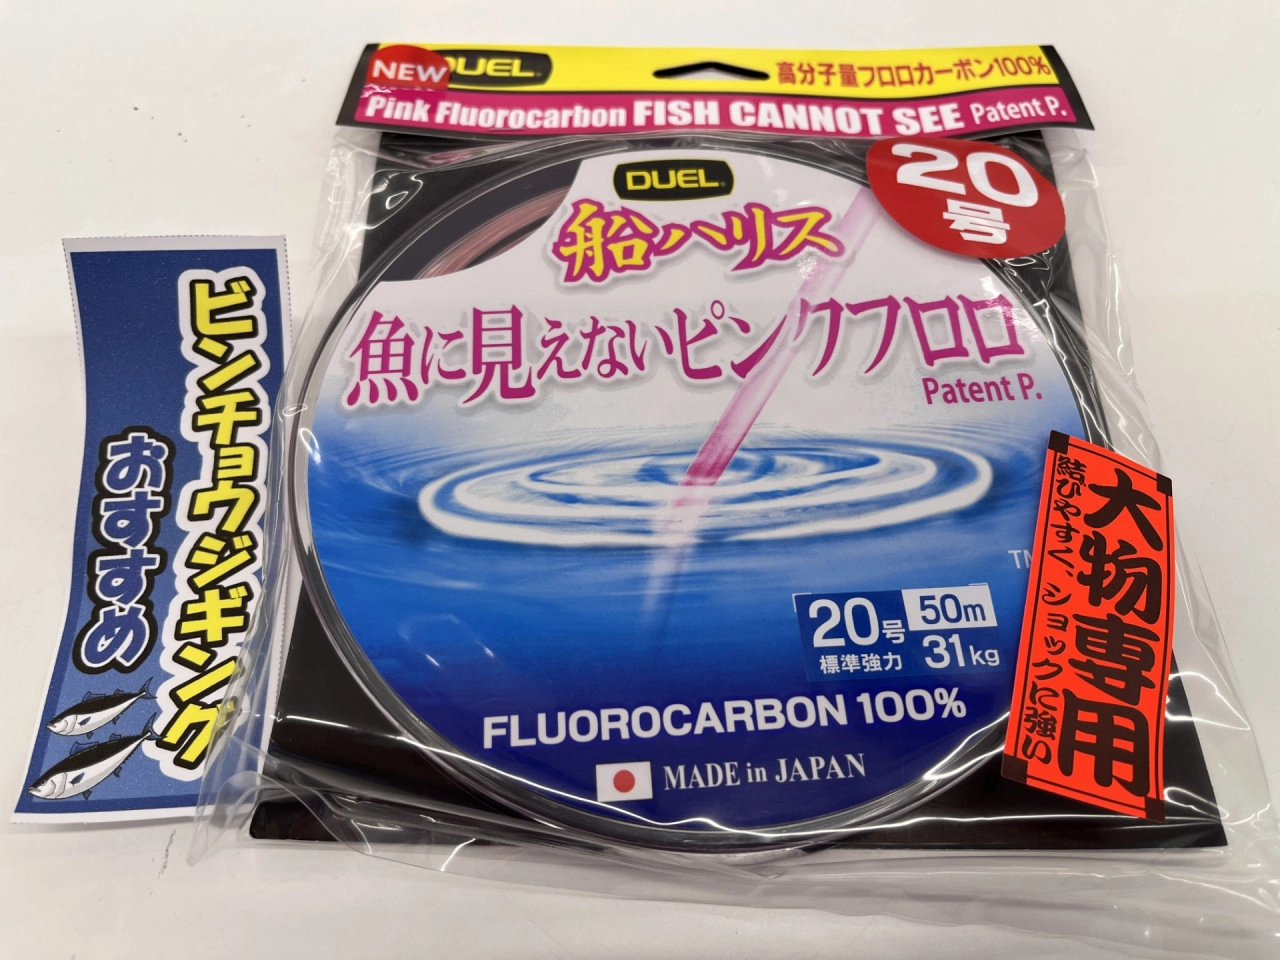 NEW
DUEL
高分子量フロロカーボン100%
Pink Fluorocarbon FISH CANNOT SEE Patent P.
20
号
DUEL
船ハリス
魚に見えないピンクフロロ
Patent P.
TM
20号
標準強力
50m
31kg
FLUOROCARBON 100%
MADE in JAPAN
大物専用
結びやすく、ショックに強い
ビンチョウジギング
おすすめ